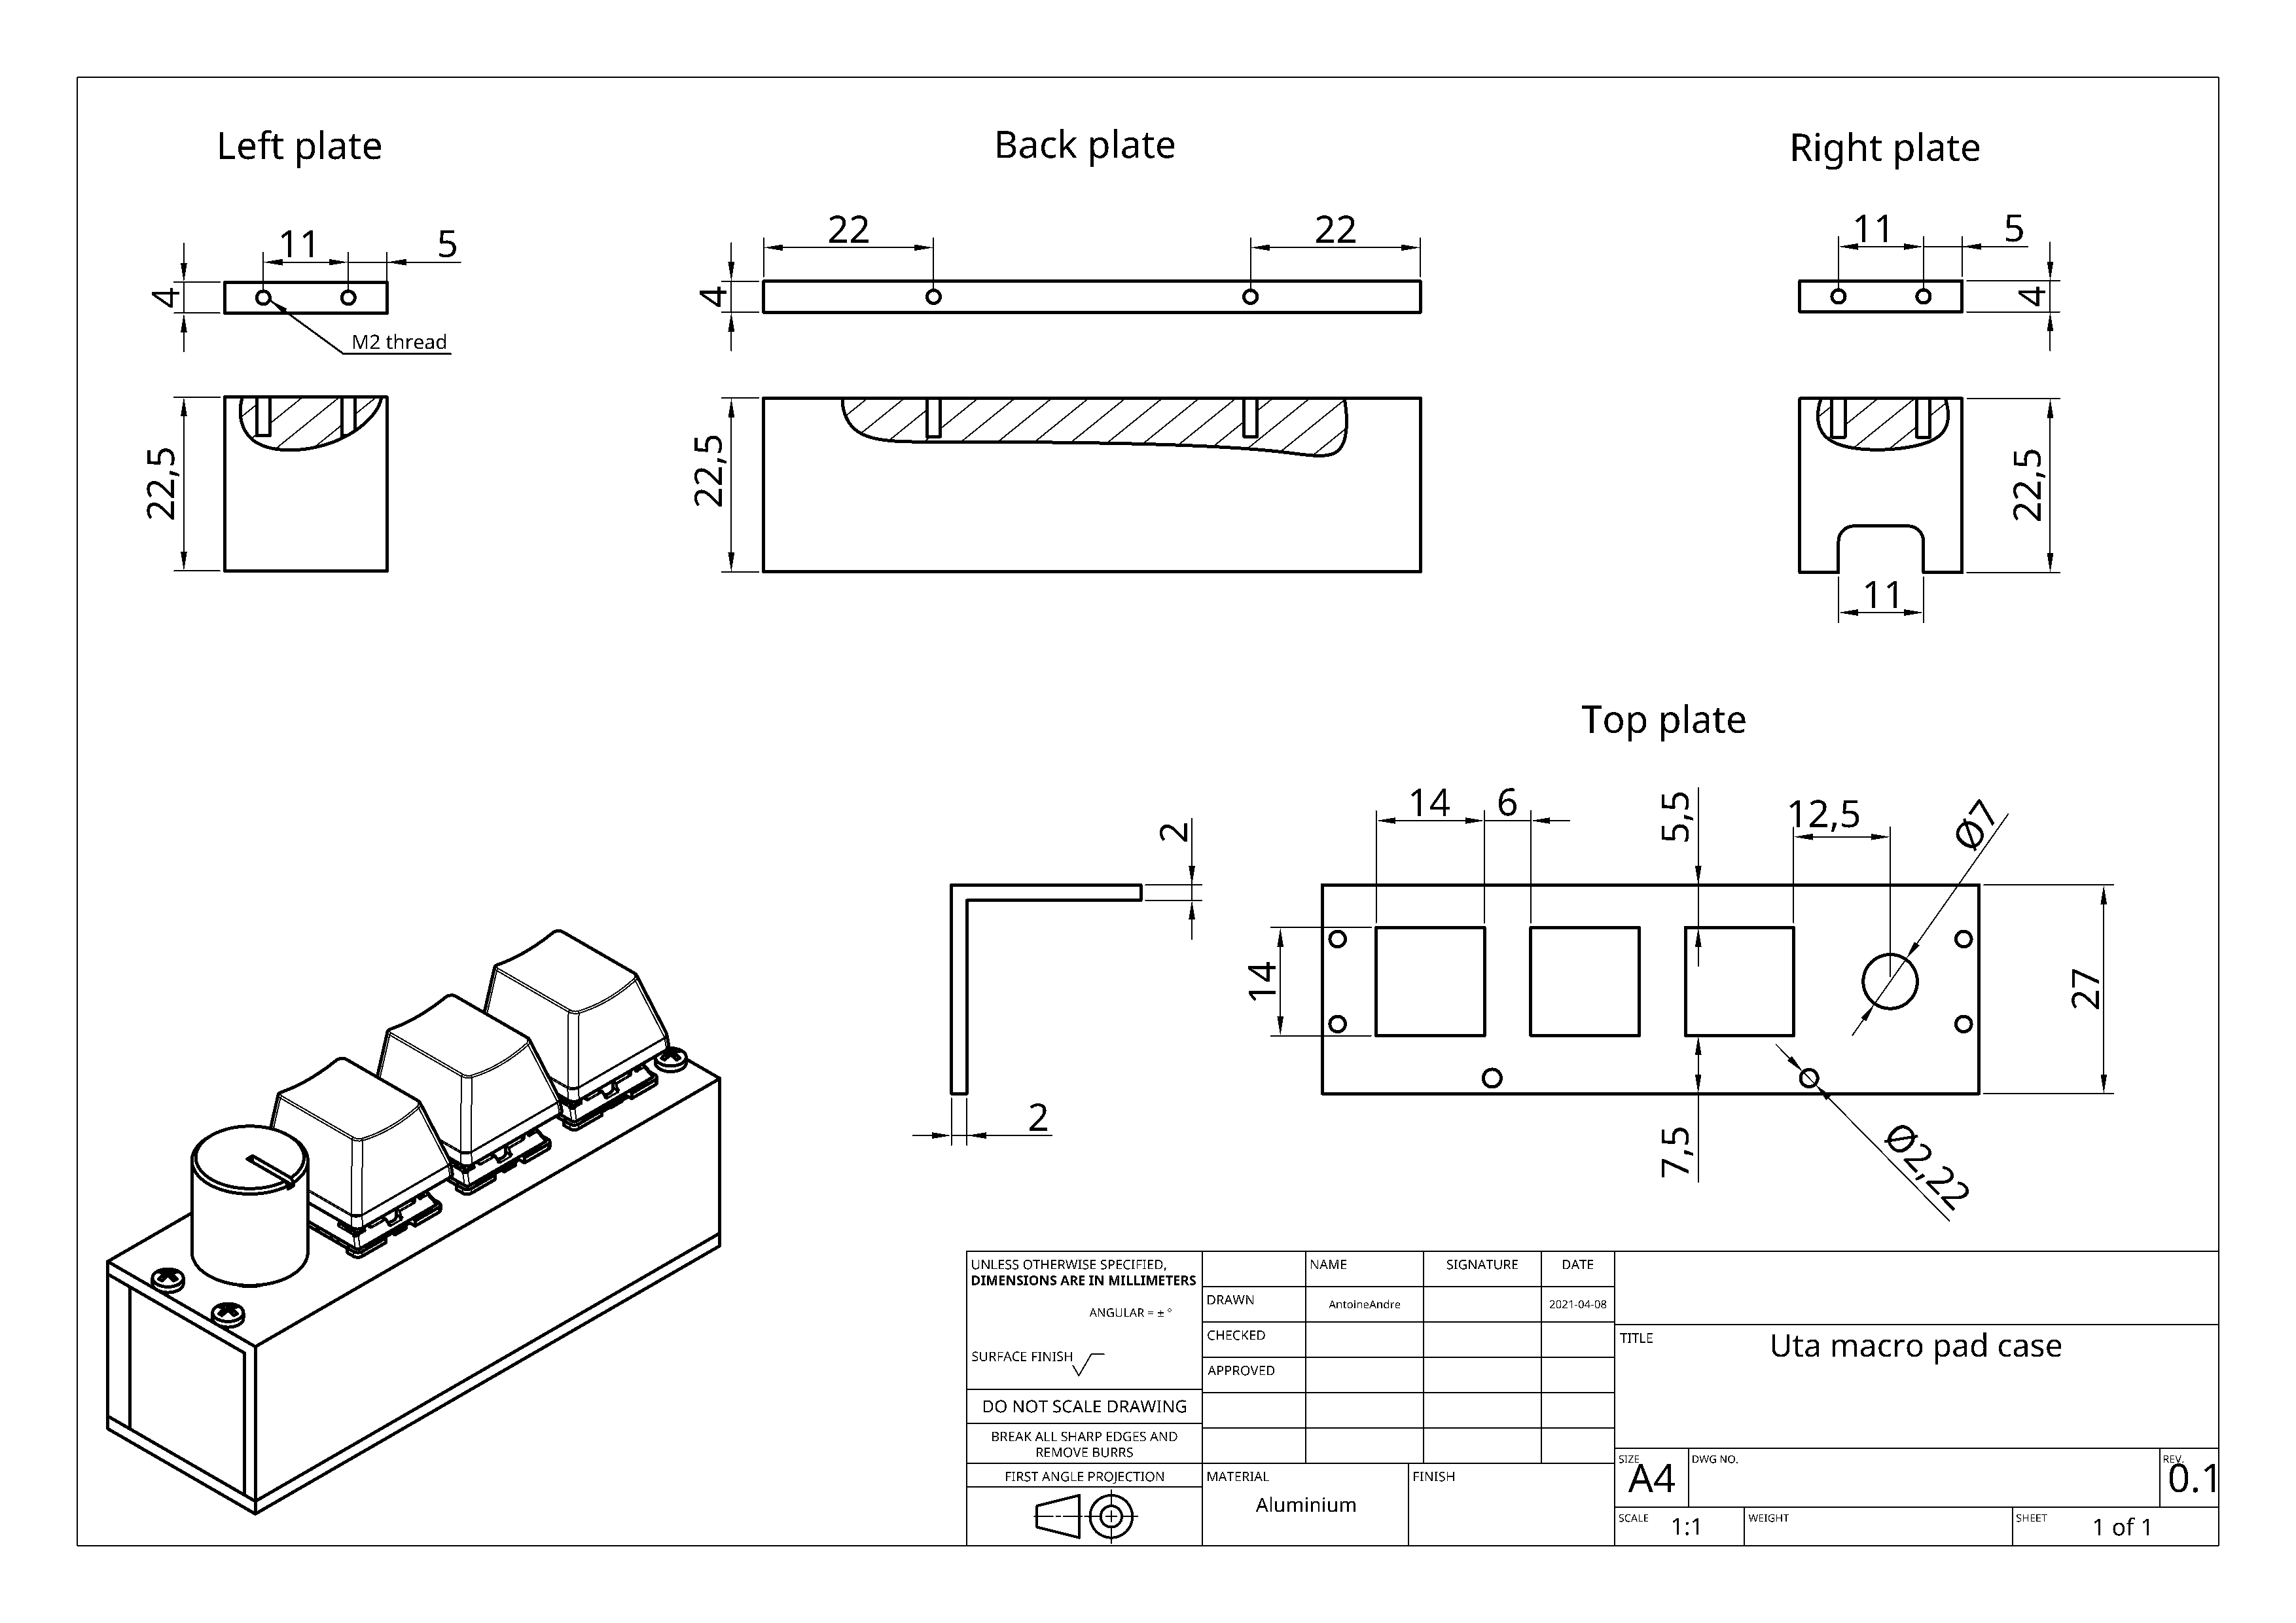 Left plate
Back plate
Right plate
11
5
4
M2 thread
22,5
22
22
4
22,5
11
5
4
22,5
11
Top plate
14
6
5,5
12,5
Ø7
2
14
27
2
7,5
Ø2,22
UNLESS OTHERWISE SPECIFIED,
DIMENSIONS ARE IN MILLIMETERS
ANGULAR = ± °
SURFACE FINISH
DO NOT SCALE DRAWING
BREAK ALL SHARP EDGES AND
REMOVE BURRS
FIRST ANGLE PROJECTION
NAME
SIGNATURE
DATE
DRAWN
AntoineAndre
2021-04-08
CHECKED
APPROVED
MATERIAL
Aluminium
FINISH
TITLE
Uta macro pad case
SIZE
A4
DWG NO.
REV.
0.1
SCALE
1:1
WEIGHT
SHEET
1 of 1